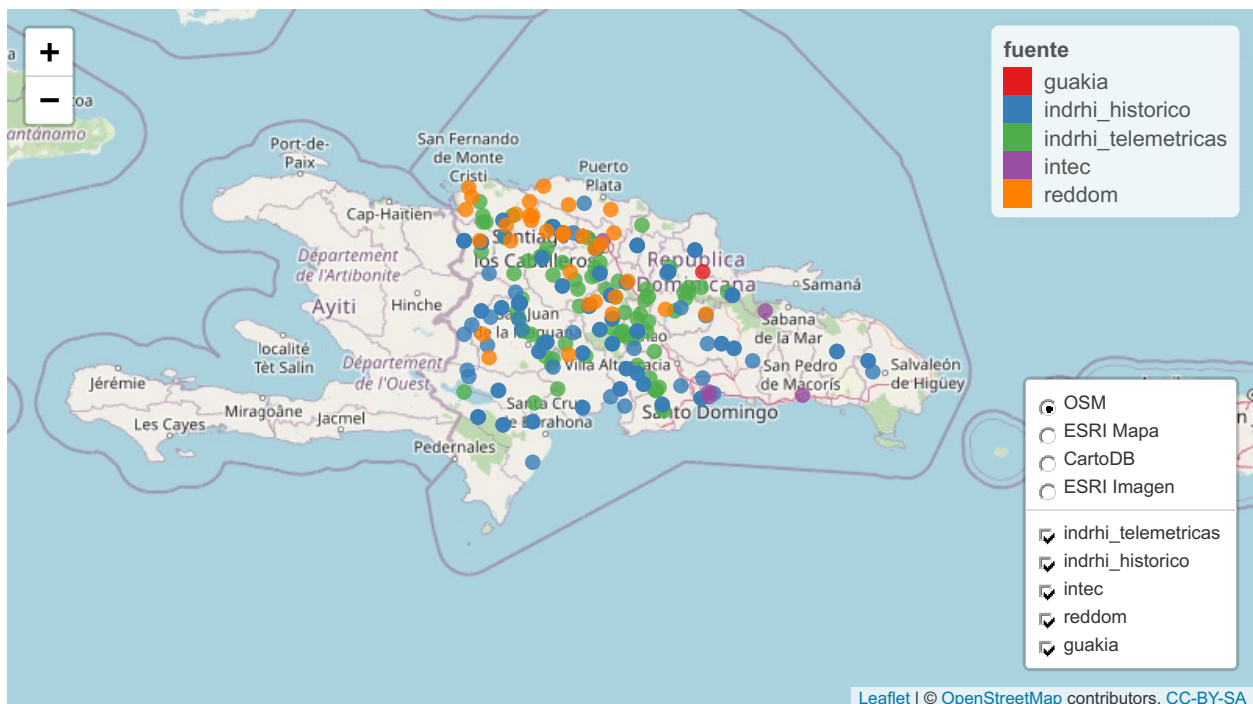 +
−
fuente
guakia
indrhi_historico
indrhi_telemetricas
intec
reddom
Port-de-
Paix
San Fernando
de Monte
Cristi
Puerto
Plata
Cap-Haïtien
Santiago de
los Caballeros
Département
de l'Artibonite
República
Dominicana
Ayiti
Hinche
Samaná
San Juan
de la Maguana
Sabana
de la Mar
localité
Tèt Salin
Département
de l'Ouest
Villa Altagracia
San Pedro
de Macorís
Salvaleón
de Higüey
Jérémie
Miragoâne
Les Cayes
Jacmel
Santa Cruz
de Barahona
Santo Domingo
Pedernales
OSM
ESRI Mapa
CartoDB
ESRI Imagen
indrhi_telemetricas
indrhi_historico
intec
reddom
guakia
Leaflet | © OpenStreetMap contributors, CC-BY-SA